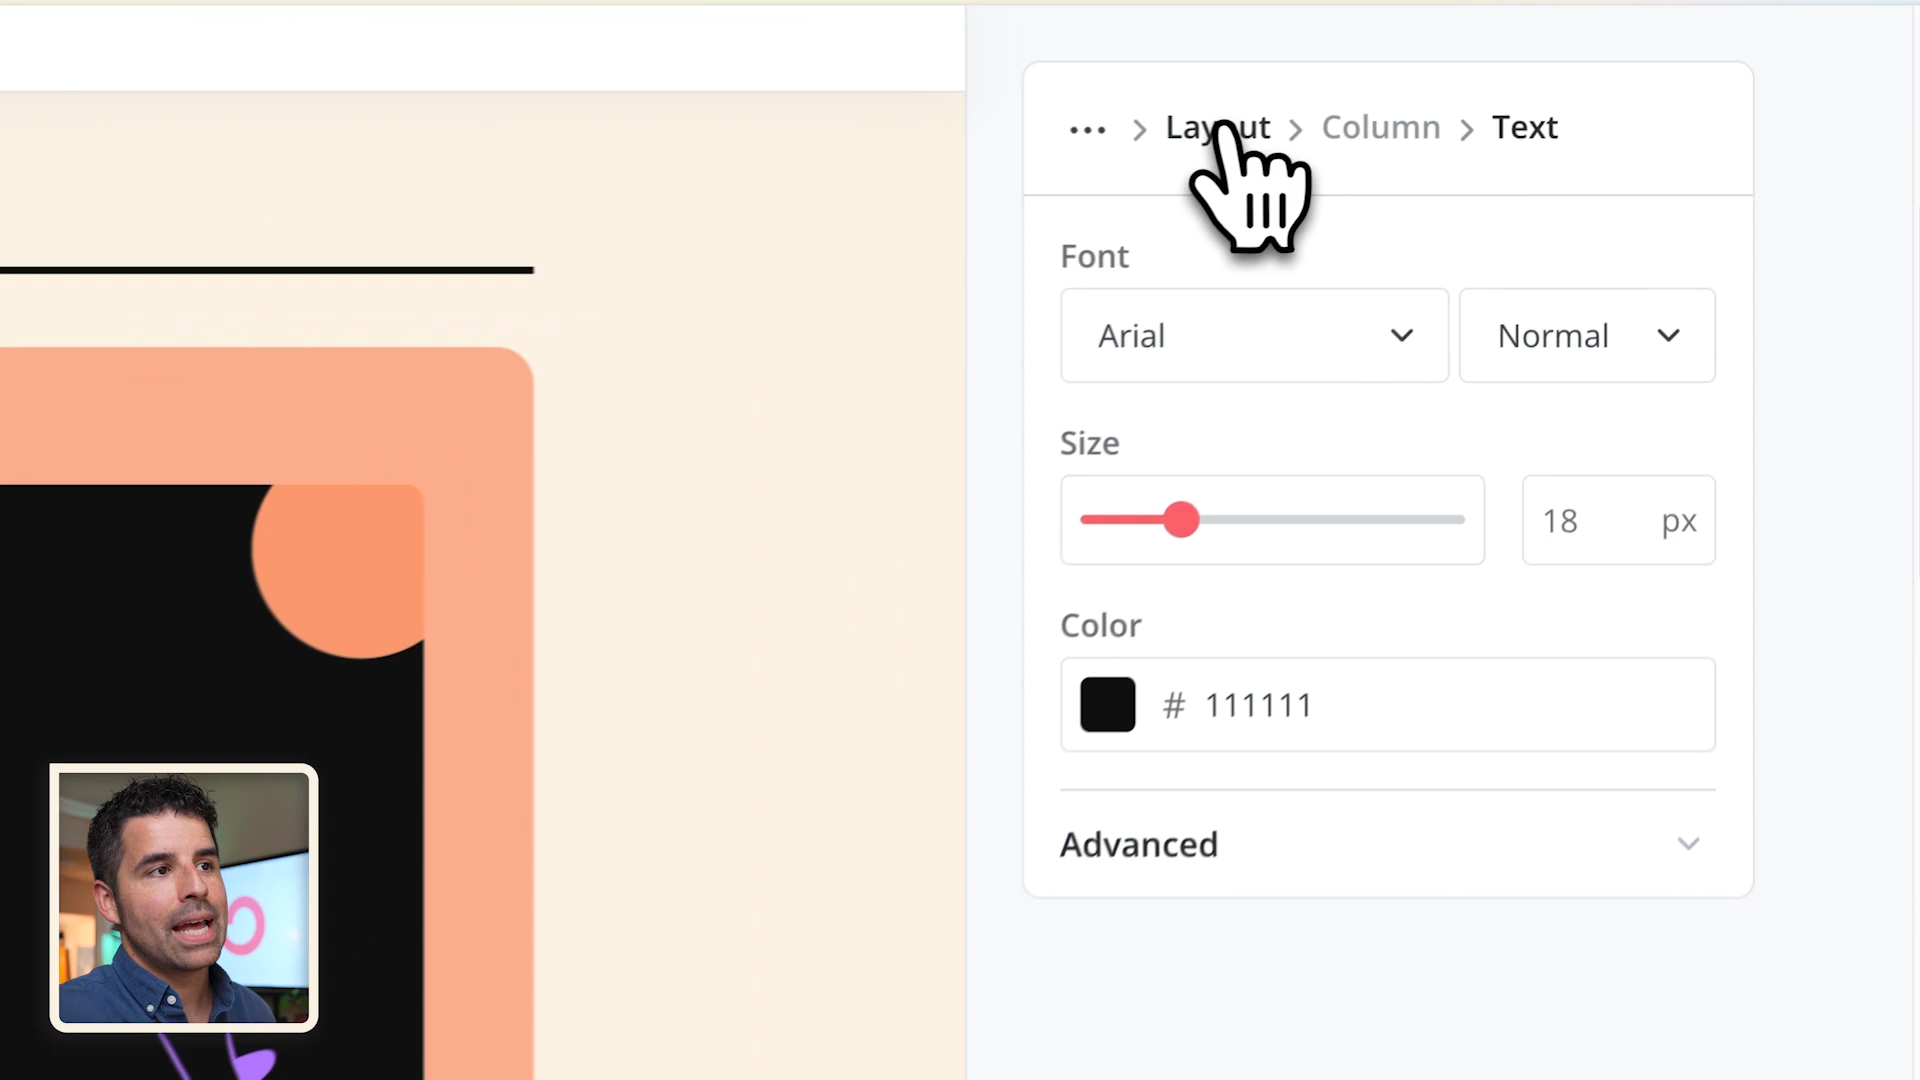 ... > Layout > Column > Text
Font
Arial Normal
Size
18 px
Color
# 111111
Advanced